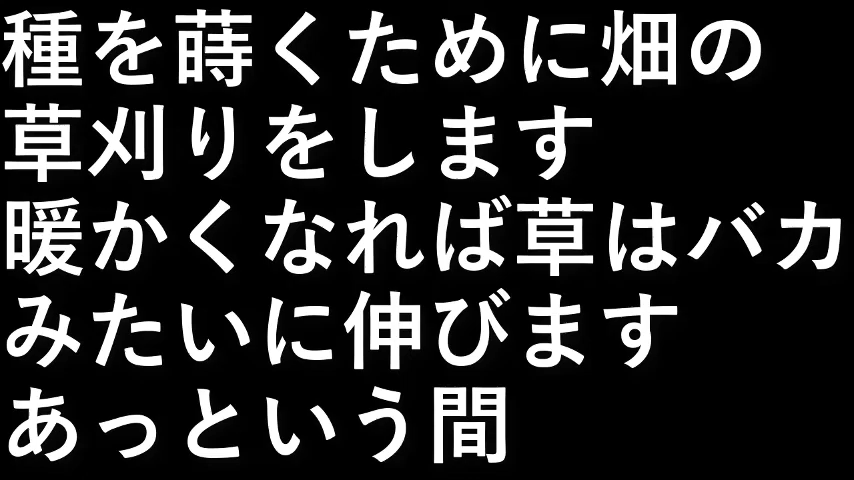 種を蒔くために畑の
草刈りをします
暖かくなれば草はバカ
みたいに伸びます
あっという間